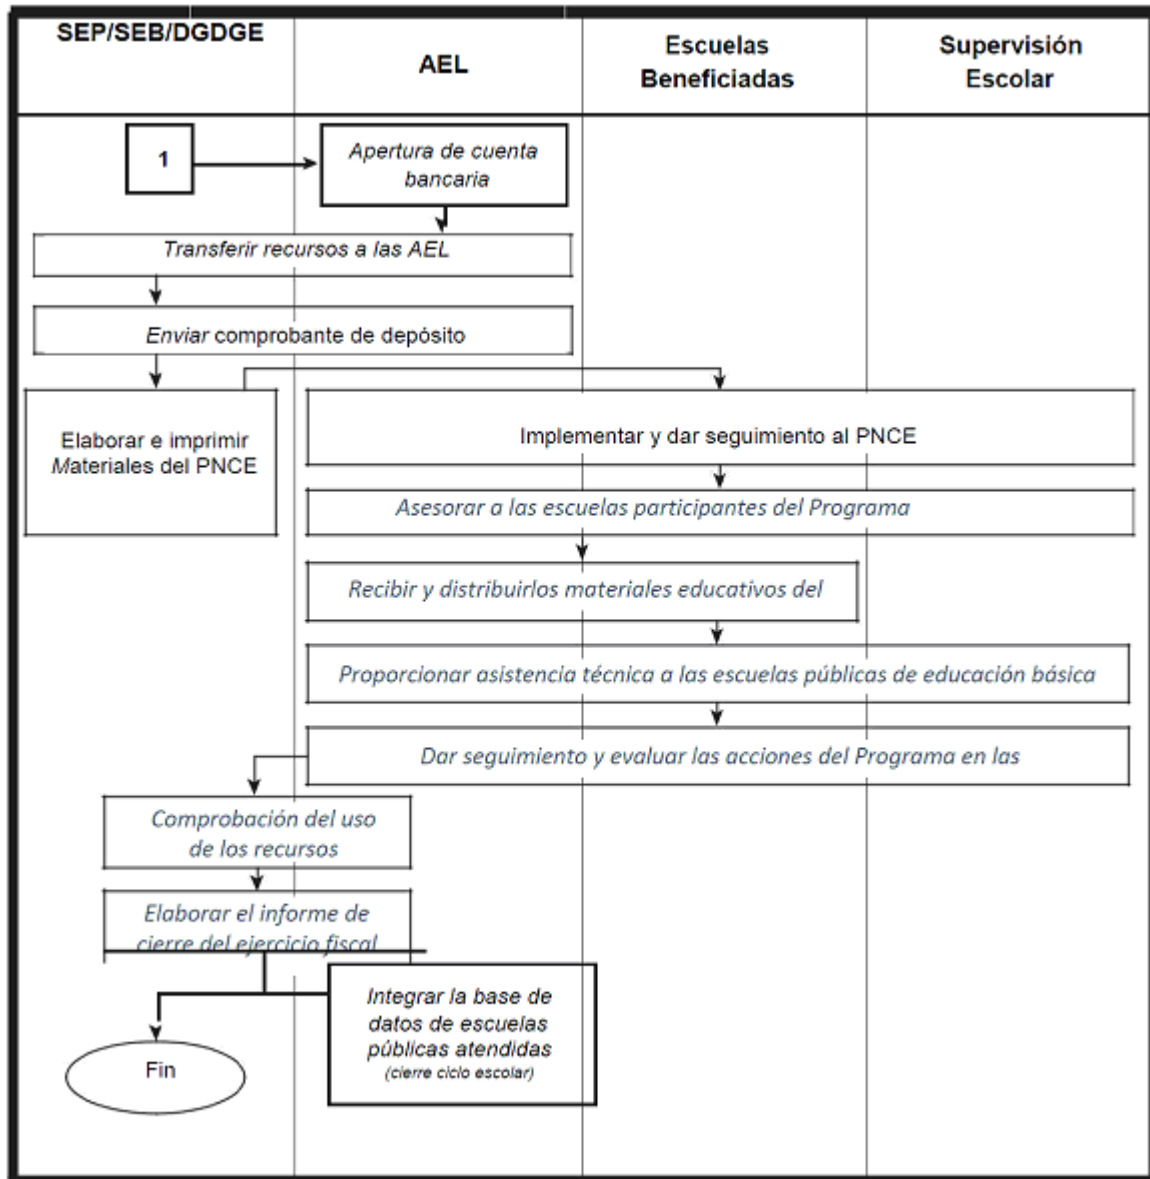 SEP/SEB/DGDGE
AEL
Escuelas
Beneficiadas
Supervisión
Escolar
1
Apertura de cuenta
bancaria
Transferir recursos a las AEL
Enviar comprobante de depósito
Elaborar e imprimir
Materiales del PNCE
Implementar y dar seguimiento al PNCE
Asesorar a las escuelas participantes del Programa
Recibir y distribuirlos materiales educativos del
Proporcionar asistencia técnica a las escuelas públicas de educación básica
Dar seguimiento y evaluar las acciones del Programa en las
Comprobación del uso
de los recursos
Elaborar el informe de
cierre del ejercicio fiscal
Integrar la base de
datos de escuelas
públicas atendidas
(cierre ciclo escolar)
Fin